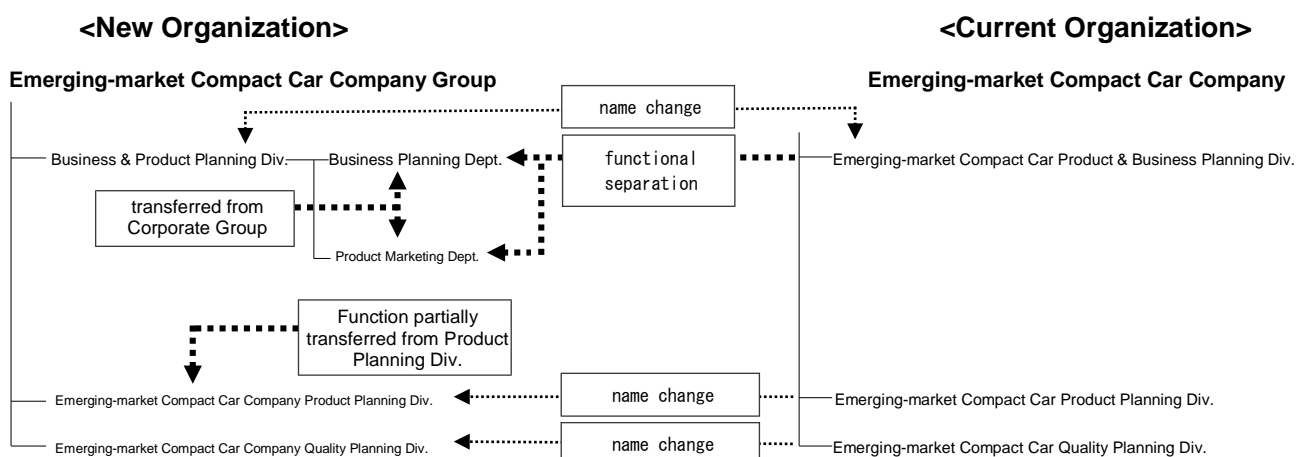 <New Organization>
<Current Organization>
Emerging-market Compact Car Company Group
Emerging-market Compact Car Company
name change
Business & Product Planning Div.
Business Planning Dept.
functional
separation
Emerging-market Compact Car Product & Business Planning Div.
transferred from
Corporate Group
Product Marketing Dept.
Function partially
transferred from Product
Planning Div.
Emerging-market Compact Car Company Product Planning Div.
name change
Emerging-market Compact Car Product Planning Div.
Emerging-market Compact Car Company Quality Planning Div.
name change
Emerging-market Compact Car Quality Planning Div.